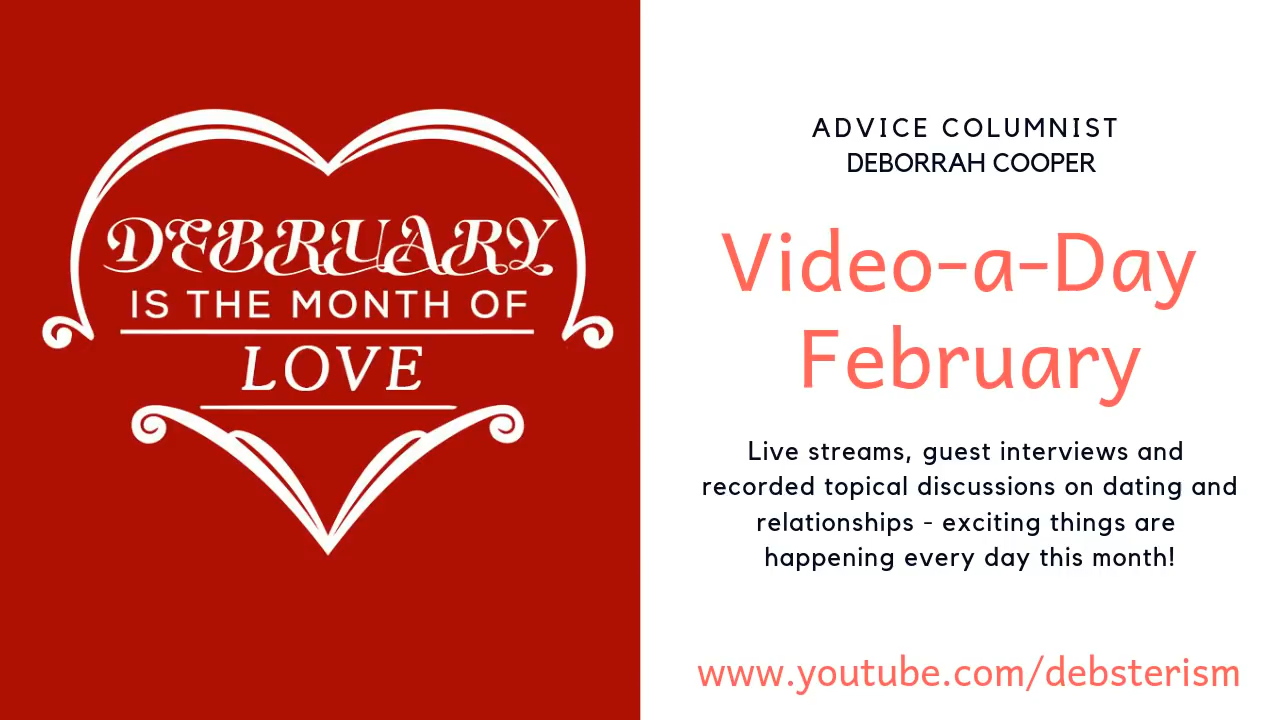 DEBRUARY
IS THE MONTH OF
LOVE
ADVICE COLUMNIST
DEBORRAH COOPER
Video-a-Day
February
Live streams, guest interviews and
recorded topical discussions on dating and
relationships - exciting things are
happening every day this month!
www.youtube.com/debsterism